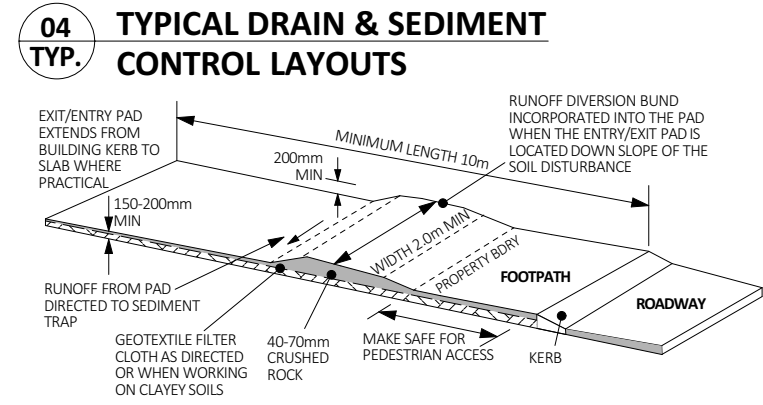 04
TYP.
TYPICAL DRAIN & SEDIMENT
CONTROL LAYOUTS
EXIT/ENTRY PAD
EXTENDS FROM
BUILDING KERB TO
SLAB WHERE
PRACTICAL
200mm
MIN
MINIMUM LENGTH 10m
RUNOFF DIVERSION BUND
INCORPORATED INTO THE PAD
WHEN THE ENTRY/EXIT PAD IS
LOCATED DOWN SLOPE OF THE
SOIL DISTURBANCE
150-200mm
MIN
WIDTH 2.0m MIN
PROPERTY BDRY
FOOTPATH
ROADWAY
RUNOFF FROM PAD
DIRECTED TO SEDIMENT
TRAP
GEOTEXTILE FILTER
CLOTH AS DIRECTED
OR WHEN WORKING
ON CLAYEY SOILS
40-70mm
CRUSHED
ROCK
MAKE SAFE FOR
PEDESTRIAN ACCESS
KERB